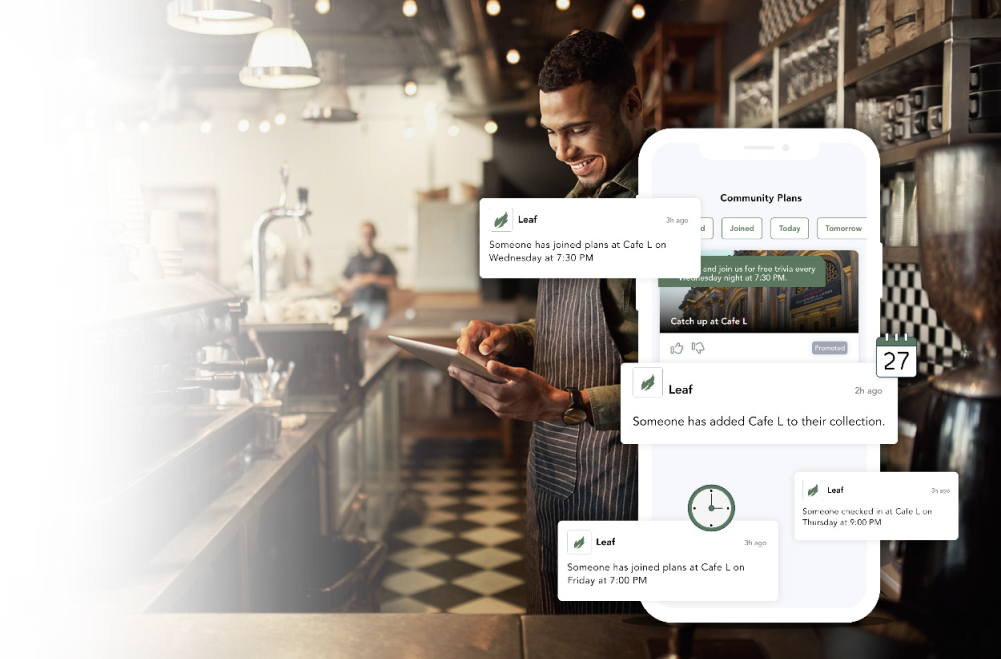 Community Plans
Joined
Today
Tomorrow
Leaf
3h ago
Someone has joined plans at Cafe L on
Wednesday at 7:30 PM
and join us for free trivia every
Wednesday night at 7:30 PM.
Catch up at Cafe L
Promoted
27
Leaf
2h ago
Someone has added Cafe L to their collection.
Leaf
3h ago
Someone checked in at Cafe L on
Thursday at 9:00 PM
Leaf
3h ago
Someone has joined plans at Cafe L on
Friday at 7:00 PM